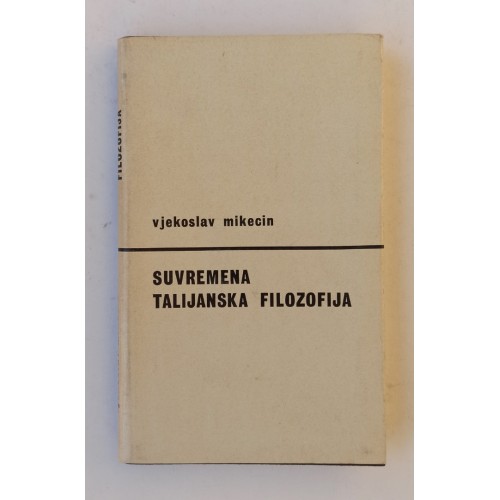 vjekoslav mikecin
SUVREMENA
TALIJANSKA FILOZOFIJA
FILOZOFIJA